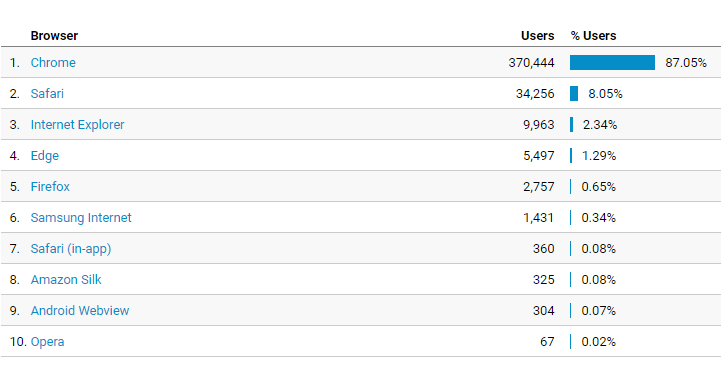 Browser Users % Users
1. Chrome 370,444 87.05%
2. Safari 34,256 8.05%
3. Internet Explorer 9,963 2.34%
4. Edge 5,497 1.29%
5. Firefox 2,757 0.65%
6. Samsung Internet 1,431 0.34%
7. Safari (in-app) 360 0.08%
8. Amazon Silk 325 0.08%
9. Android Webview 304 0.07%
10. Opera 67 0.02%